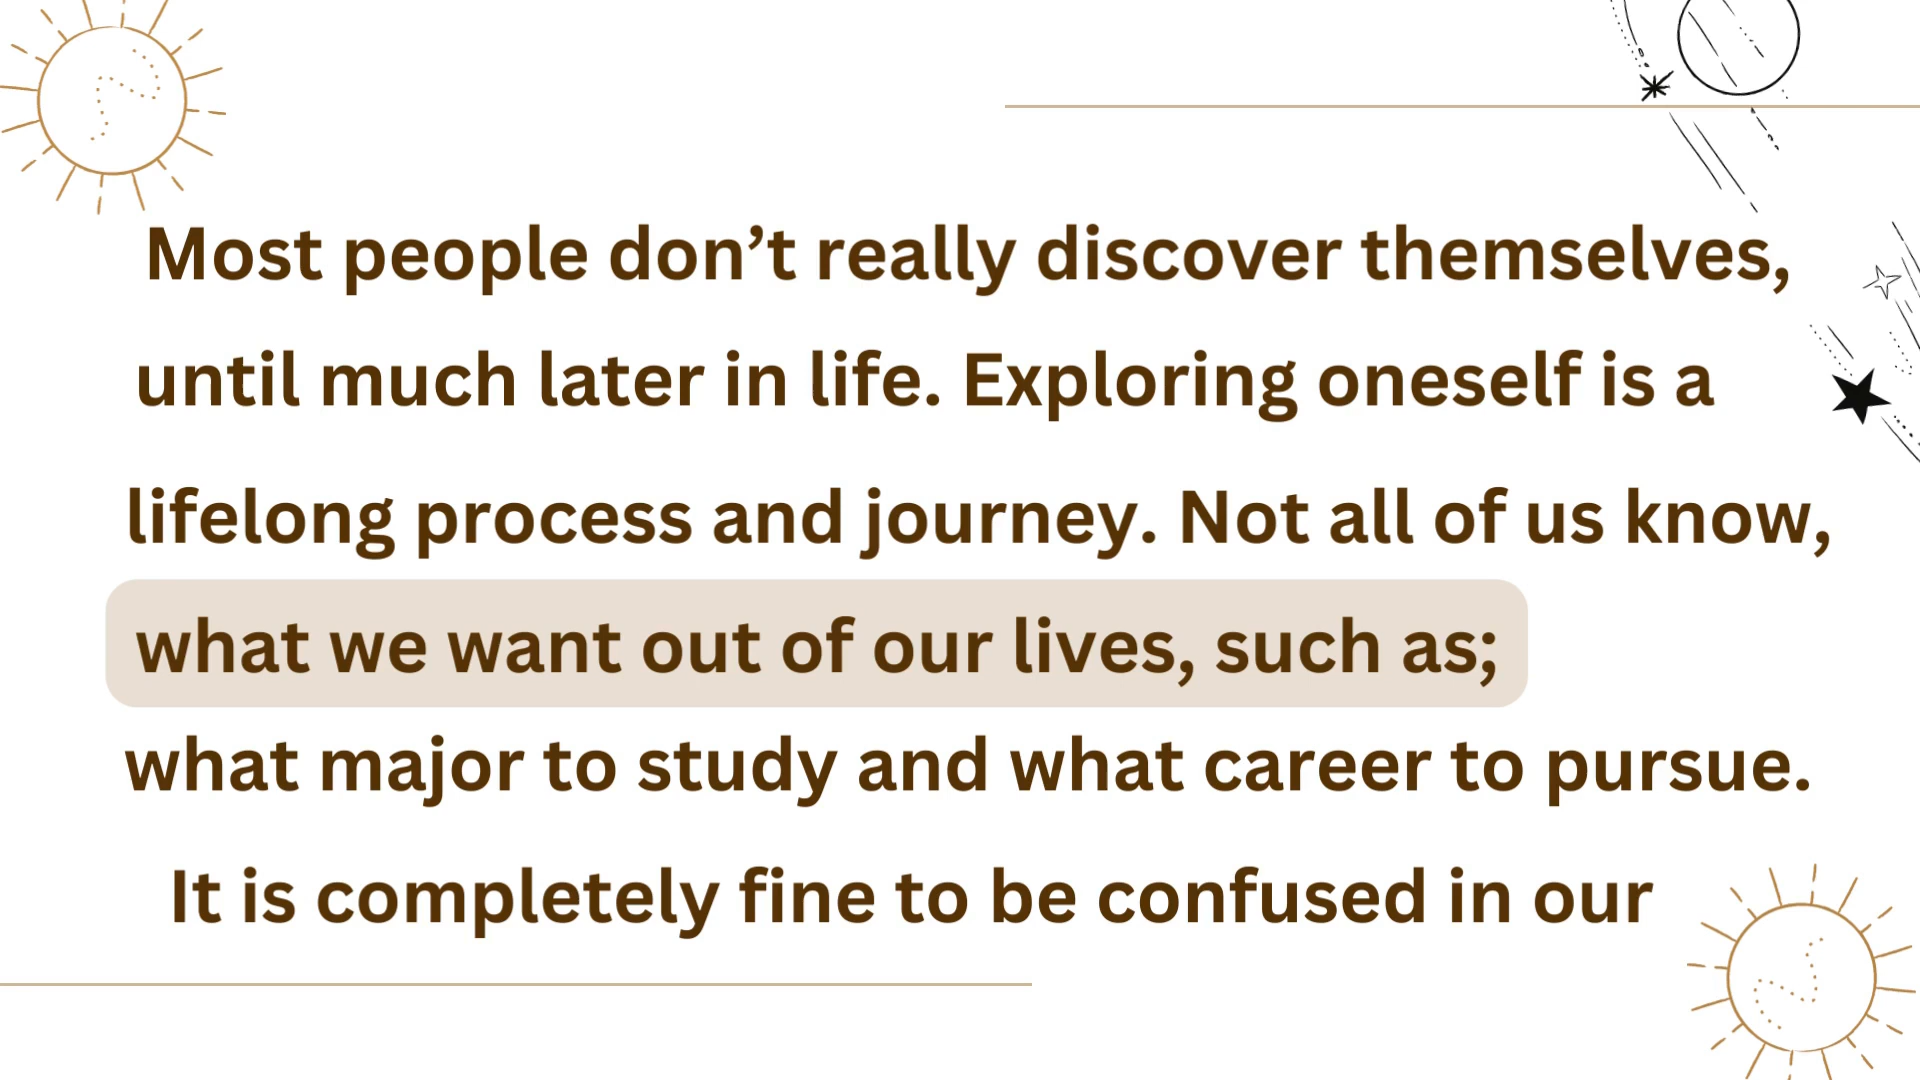 Most people don’t really discover themselves,
until much later in life. Exploring oneself is a
lifelong process and journey. Not all of us know,
what we want out of our lives, such as;
what major to study and what career to pursue.
It is completely fine to be confused in our